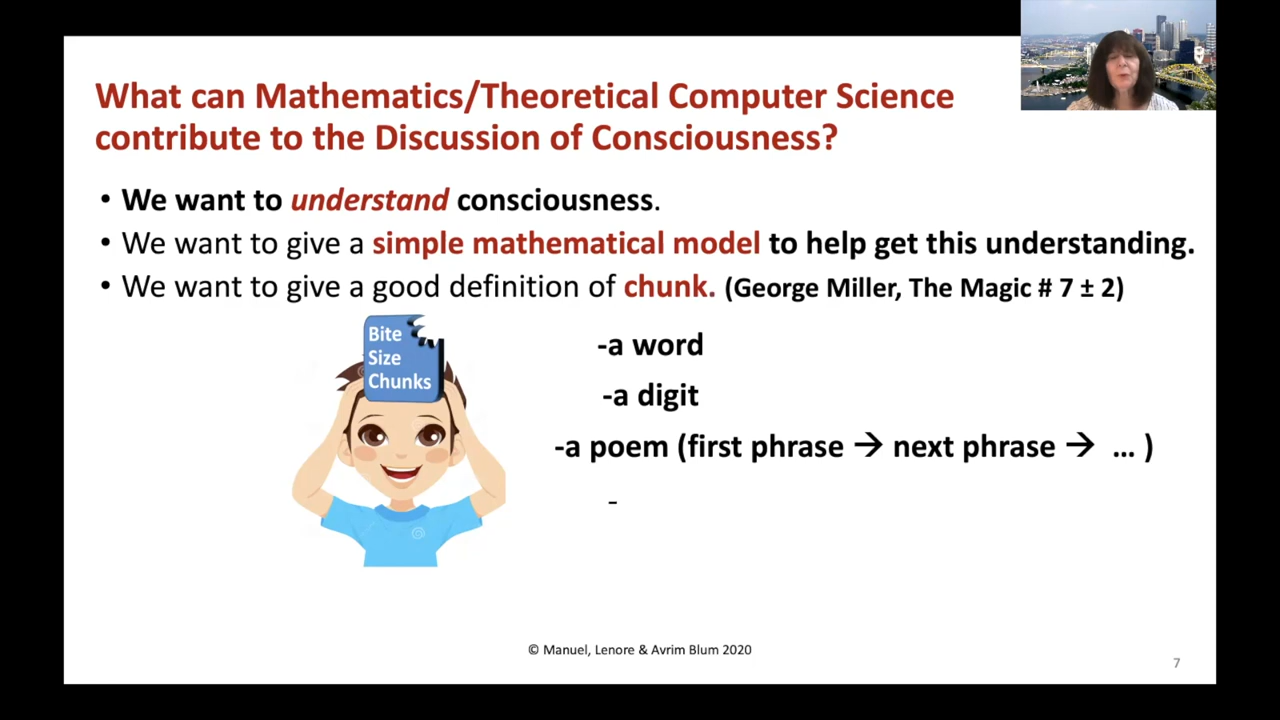 What can Mathematics/Theoretical Computer Science
contribute to the Discussion of Consciousness?
• We want to understand consciousness.
• We want to give a simple mathematical model to help get this understanding.
• We want to give a good definition of chunk. (George Miller, The Magic # 7 ± 2)
Bite
Size
Chunks
-a word
-a digit
-a poem (first phrase → next phrase → … )
-
© Manuel, Lenore & Avrim Blum 2020
7